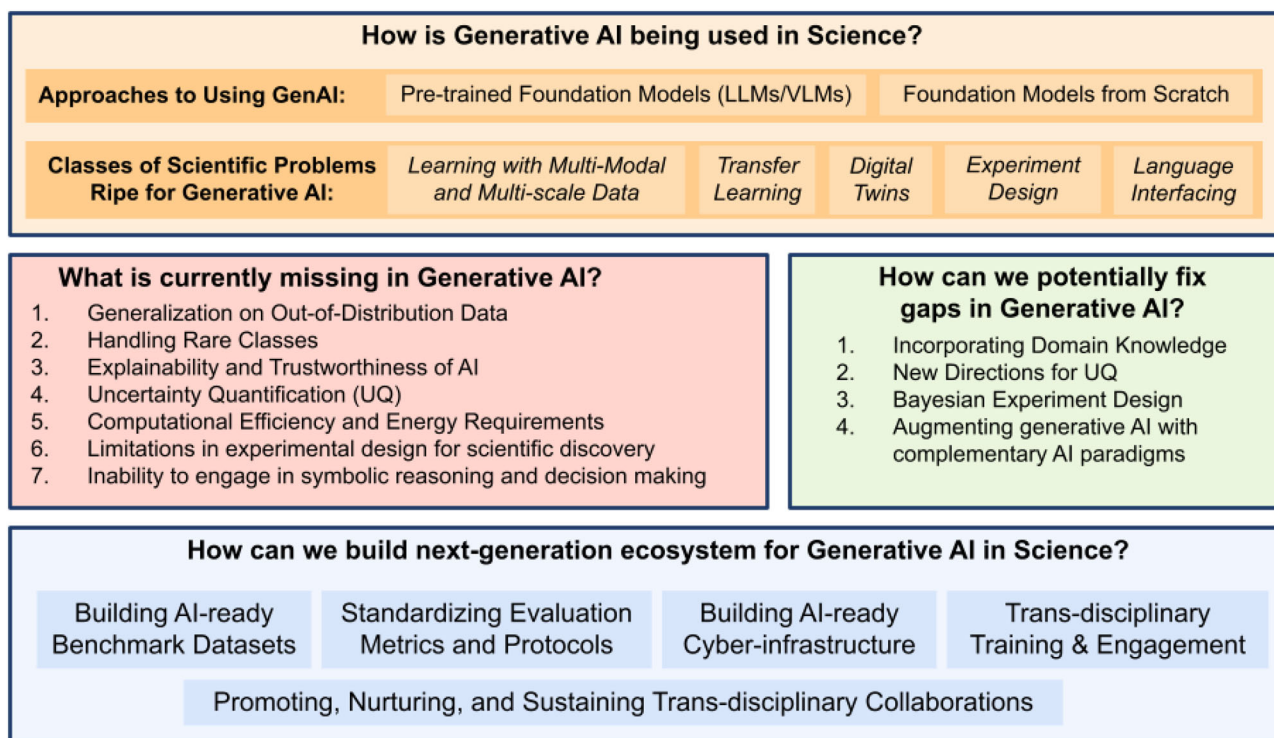 How is Generative AI being used in Science?
Approaches to Using GenAI:
Pre-trained Foundation Models (LLMs/VLMs)
Foundation Models from Scratch
Classes of Scientific Problems
Ripe for Generative AI:
Learning with Multi-Modal
and Multi-scale Data
Transfer
Learning
Digital
Twins
Experiment
Design
Language
Interfacing
What is currently missing in Generative AI?
1. Generalization on Out-of-Distribution Data
2. Handling Rare Classes
3. Explainability and Trustworthiness of AI
4. Uncertainty Quantification (UQ)
5. Computational Efficiency and Energy Requirements
6. Limitations in experimental design for scientific discovery
7. Inability to engage in symbolic reasoning and decision making
How can we potentially fix
gaps in Generative AI?
1. Incorporating Domain Knowledge
2. New Directions for UQ
3. Bayesian Experiment Design
4. Augmenting generative AI with
complementary AI paradigms
How can we build next-generation ecosystem for Generative AI in Science?
Building AI-ready
Benchmark Datasets
Standardizing Evaluation
Metrics and Protocols
Building AI-ready
Cyber-infrastructure
Trans-disciplinary
Training & Engagement
Promoting, Nurturing, and Sustaining Trans-disciplinary Collaborations